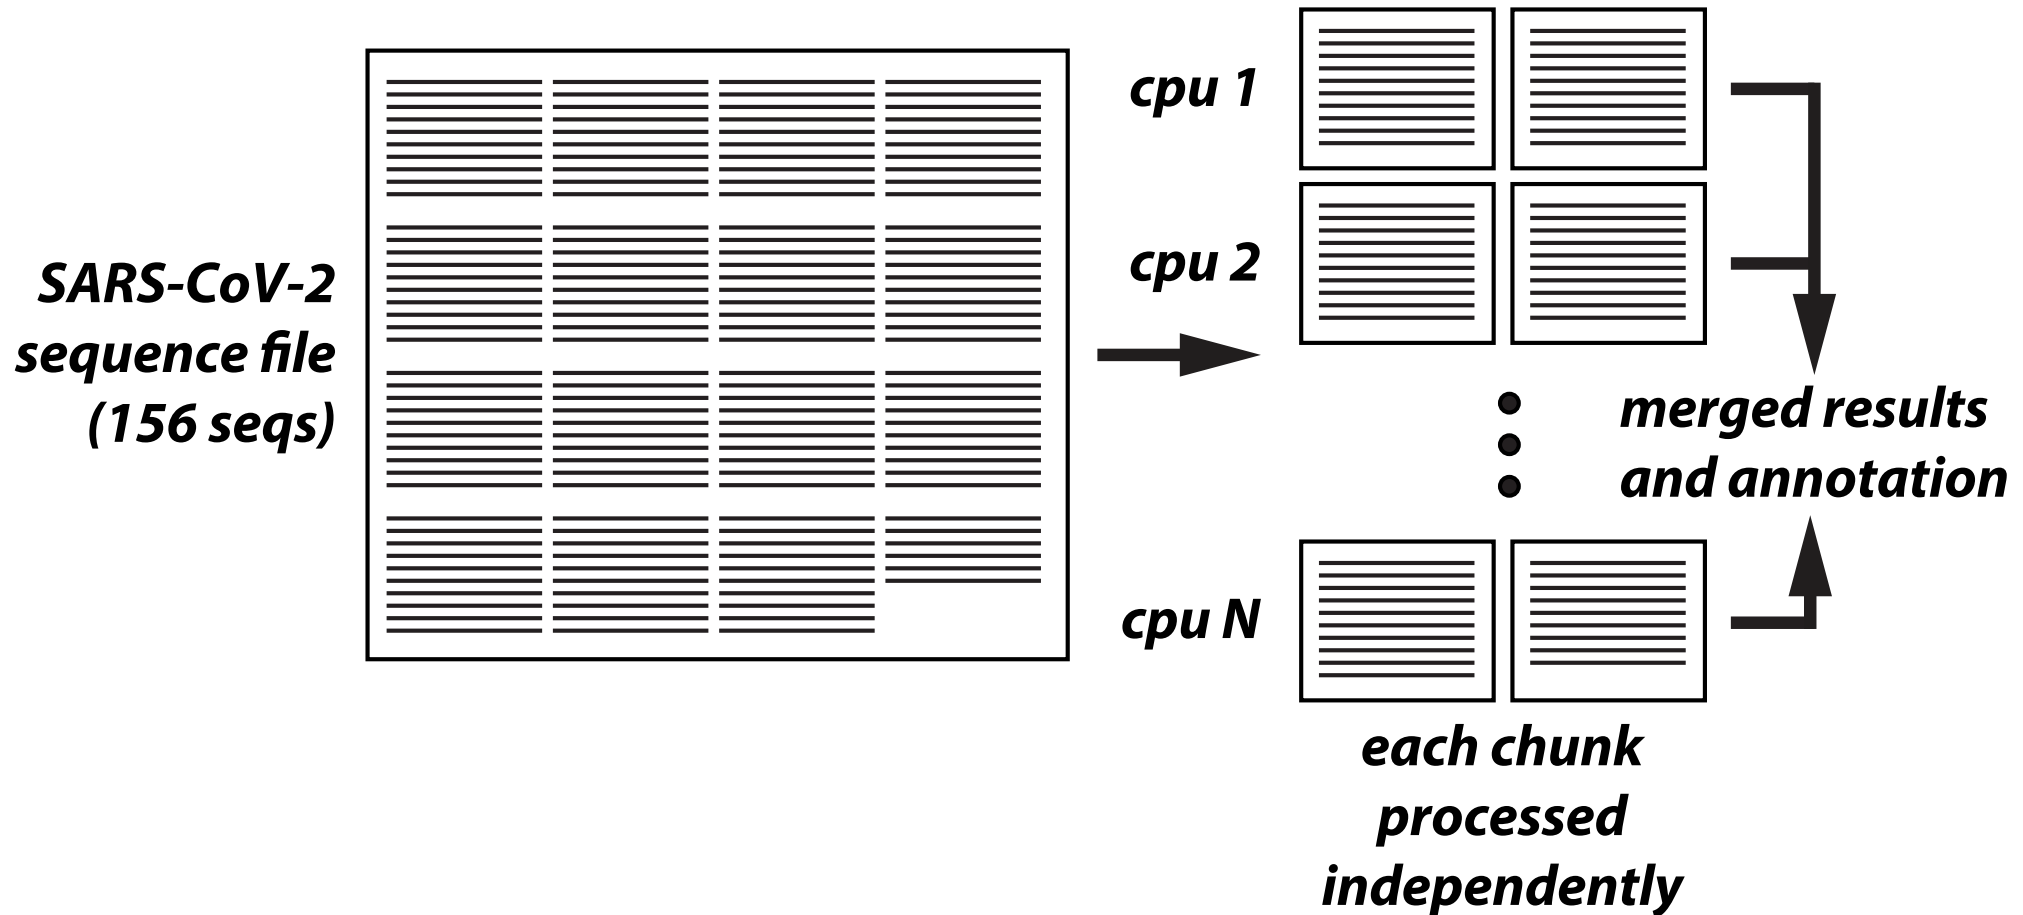 SARS-CoV-2
sequence file
(156 seqs)
cpu 1
cpu 2
cpu N
merged results
and annotation
each chunk
processed
independently